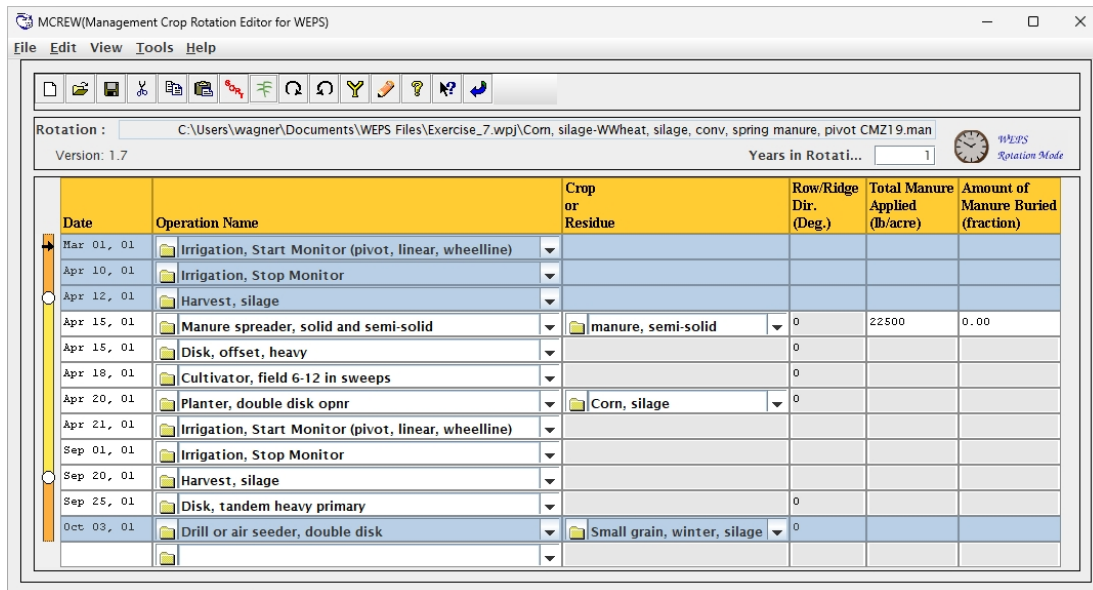 MCREW(Management Crop Rotation Editor for WEPS)
File Edit View Tools Help
SORT
Rotation : C:\Users\wagner\Documents\WEPS Files\Exercise_7.wpj\Corn, silage-WWheat, silage, conv, spring manure, pivot CMZ19.man
Version: 1.7 Years in Rotati... 1
WEPS
Rotation Mode
Date Operation Name Crop or Residue Row/Ridge Dir. (Deg.) Total Manure Applied (lb/acre) Amount of Manure Buried (fraction)
Mar 01, 01 Irrigation, Start Monitor (pivot, linear, wheelline)
Apr 10, 01 Irrigation, Stop Monitor
Apr 12, 01 Harvest, silage
Apr 15, 01 Manure spreader, solid and semi-solid manure, semi-solid 0 22500 0.00
Apr 15, 01 Disk, offset, heavy 0
Apr 18, 01 Cultivator, field 6-12 in sweeps 0
Apr 20, 01 Planter, double disk opnr Corn, silage 0
Apr 21, 01 Irrigation, Start Monitor (pivot, linear, wheelline)
Sep 01, 01 Irrigation, Stop Monitor
Sep 20, 01 Harvest, silage
Sep 25, 01 Disk, tandem heavy primary 0
Oct 03, 01 Drill or air seeder, double disk Small grain, winter, silage 0